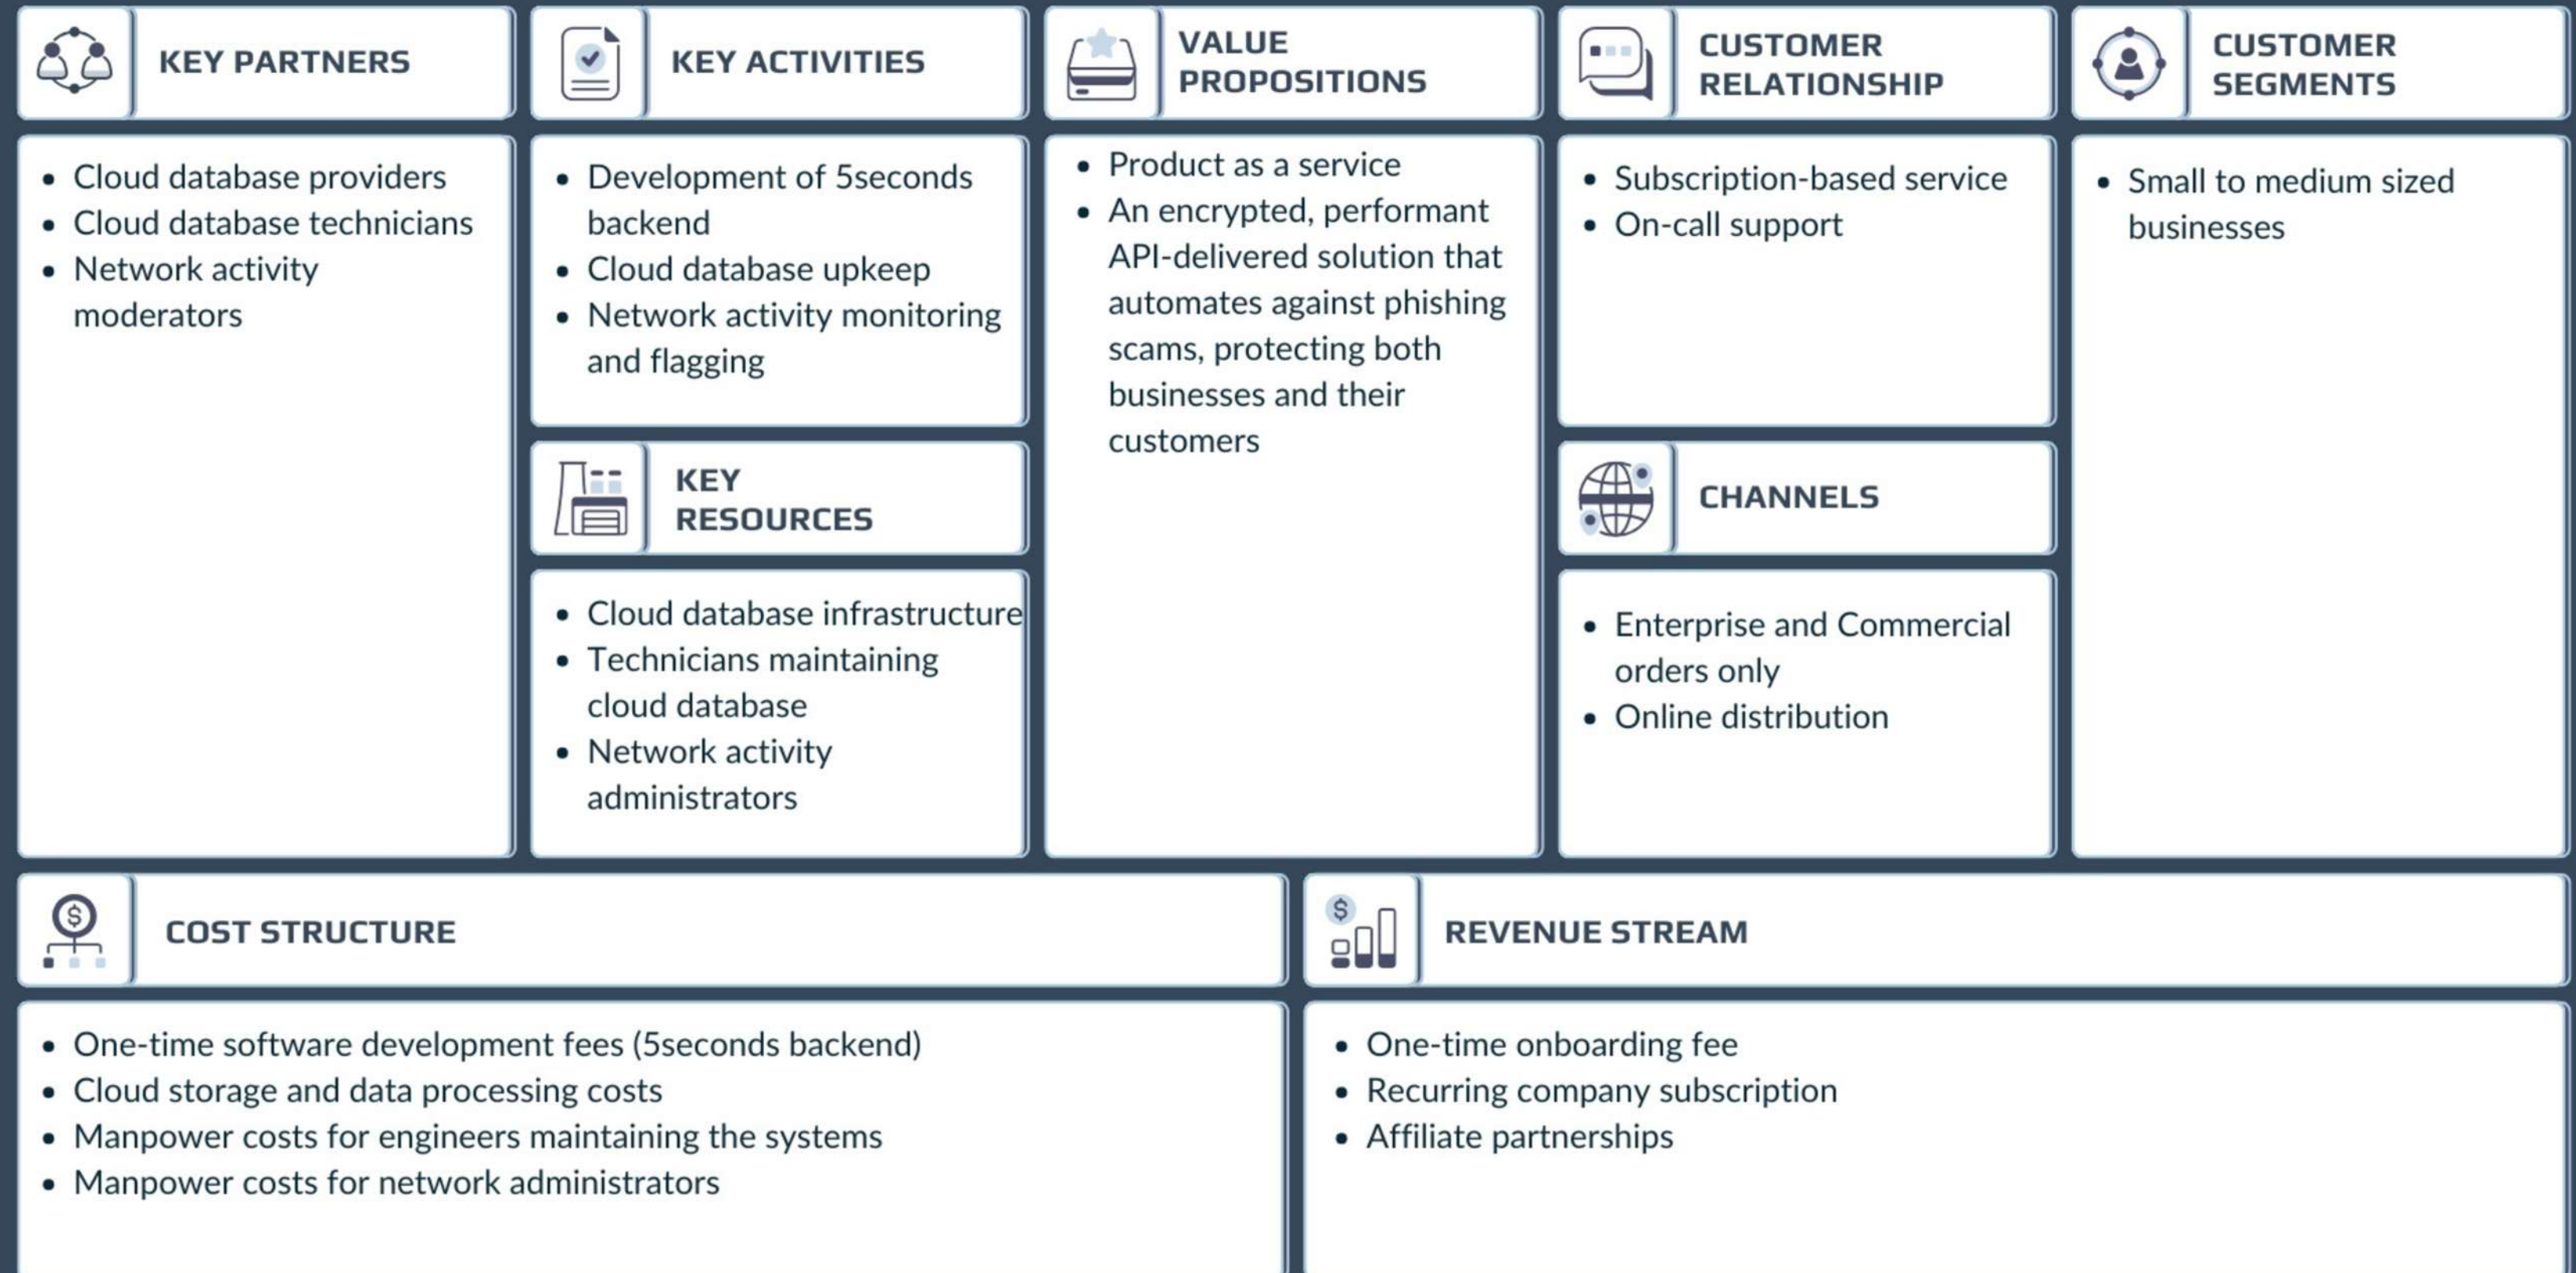 KEY PARTNERS
• Cloud database providers
• Cloud database technicians
• Network activity
moderators
KEY ACTIVITIES
• Development of 5seconds
backend
• Cloud database upkeep
• Network activity monitoring
and flagging
KEY
RESOURCES
• Cloud database infrastructure
• Technicians maintaining
cloud database
• Network activity
administrators
VALUE
PROPOSITIONS
• Product as a service
• An encrypted, performant
API-delivered solution that
automates against phishing
scams, protecting both
businesses and their
customers
CUSTOMER
RELATIONSHIP
• Subscription-based service
• On-call support
CHANNELS
• Enterprise and Commercial
orders only
• Online distribution
CUSTOMER
SEGMENTS
• Small to medium sized
businesses
$
COST STRUCTURE
• One-time software development fees (5seconds backend)
• Cloud storage and data processing costs
• Manpower costs for engineers maintaining the systems
• Manpower costs for network administrators
$
REVENUE STREAM
• One-time onboarding fee
• Recurring company subscription
• Affiliate partnerships